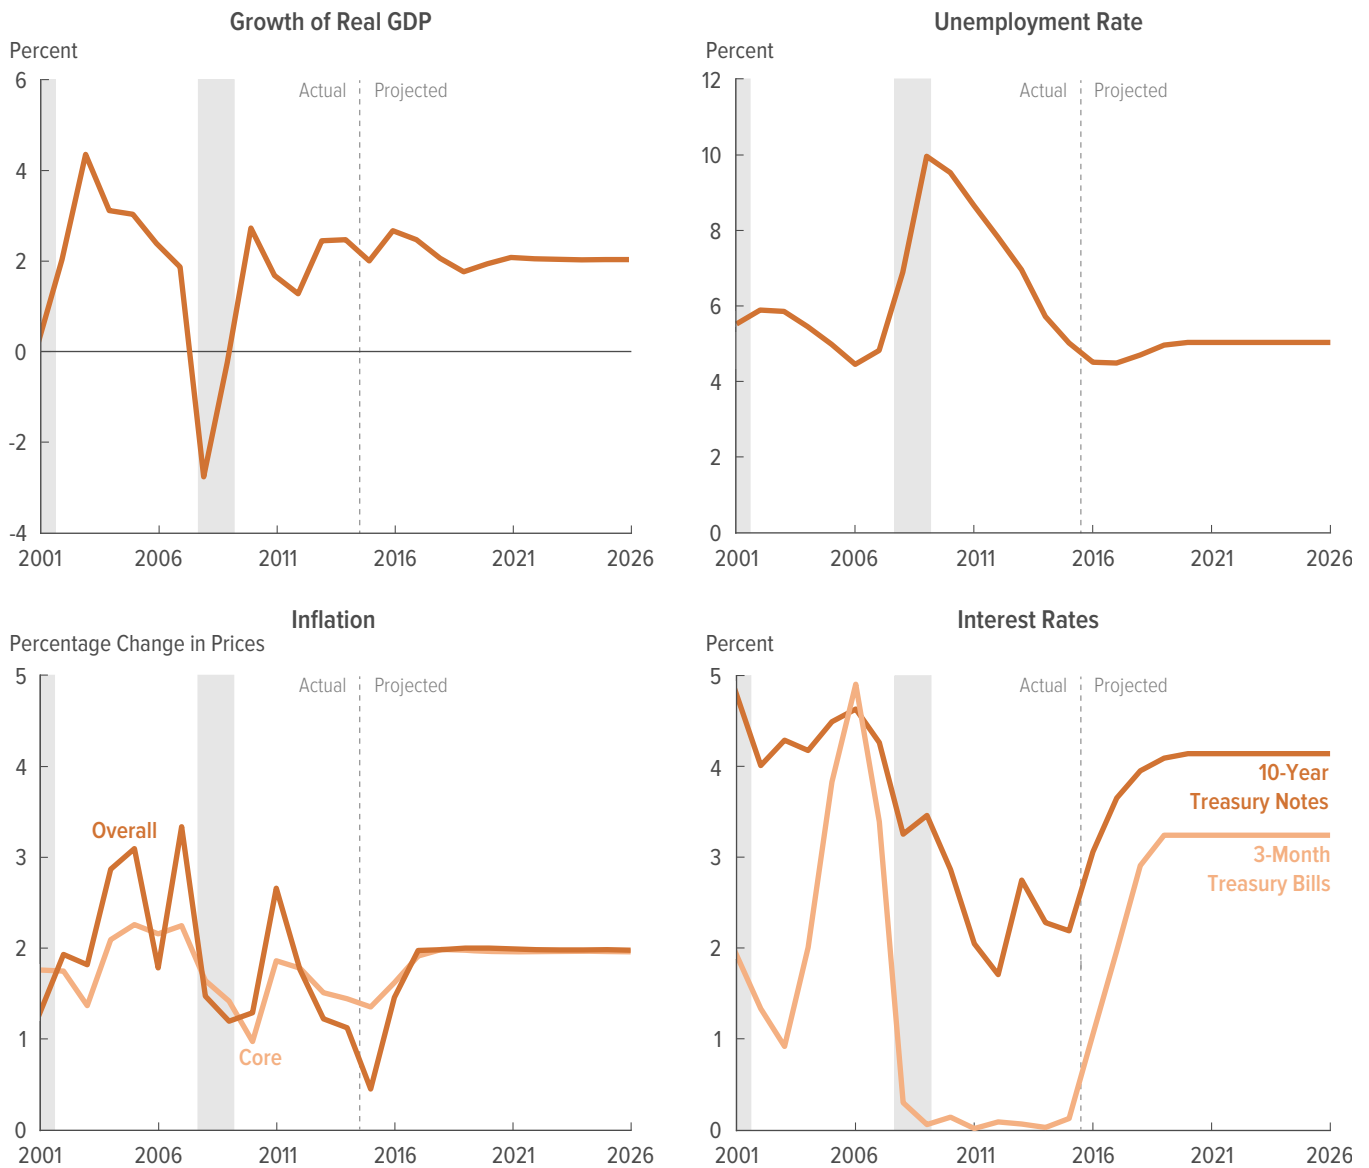 Growth of Real GDP
Percent
6
4
2
0
-2
-4
Actual
Projected
2001 2006 2011 2016 2021 2026
Unemployment Rate
Percent
12
10
8
6
4
2
0
Actual
Projected
2001 2006 2011 2016 2021 2026
Inflation
Percentage Change in Prices
5
4
3
2
1
0
Actual
Projected
Overall
Core
2001 2006 2011 2016 2021 2026
Interest Rates
Percent
5
4
3
2
1
0
Actual
Projected
10-Year
Treasury Notes
3-Month
Treasury Bills
2001 2006 2011 2016 2021 2026